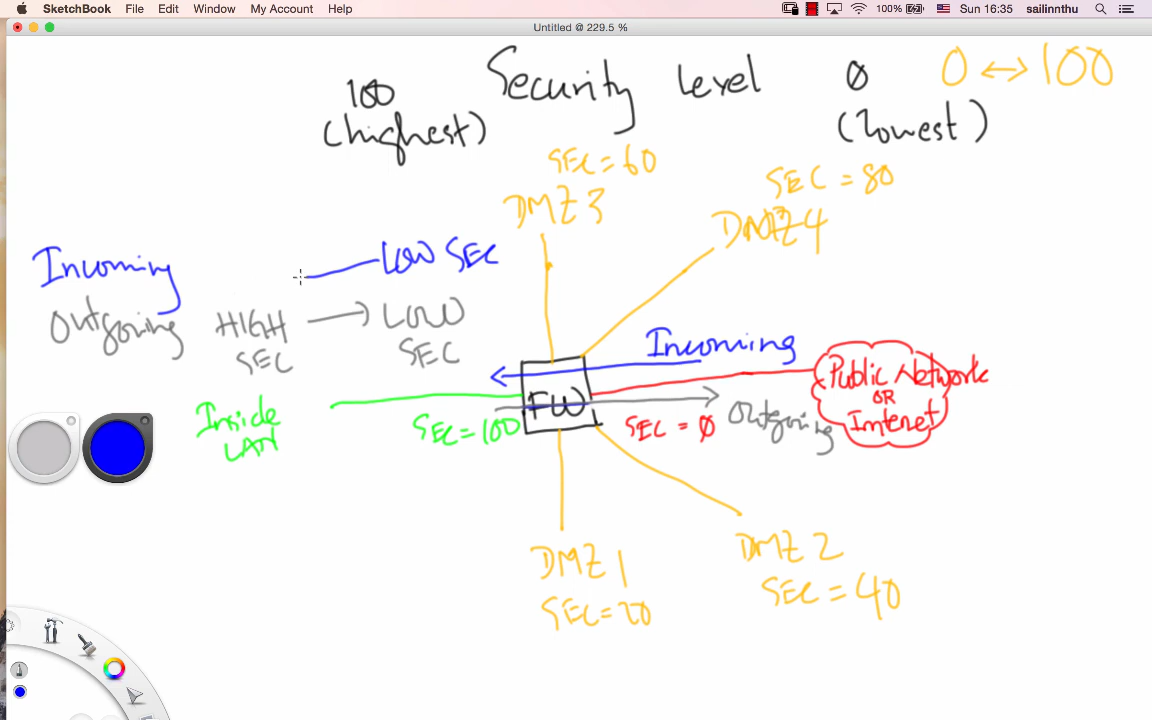 SketchBook File Edit Window My Account Help 100% Sun 16:35 sailinnthu
Untitled @ 229.5 %
Security level
100
(highest)
0
(lowest)
0 ↔ 100
SEC = 60
DMZ 3
SEC = 80
DMZ 4
Incoming LOW SEC
Outgoing HIGH SEC → LOW SEC
Incoming
Public Network
OR
Internet
FW
Inside
LAN
SEC=100
SEC = 0
Outgoing
DMZ 1
SEC=20
DMZ 2
SEC = 40